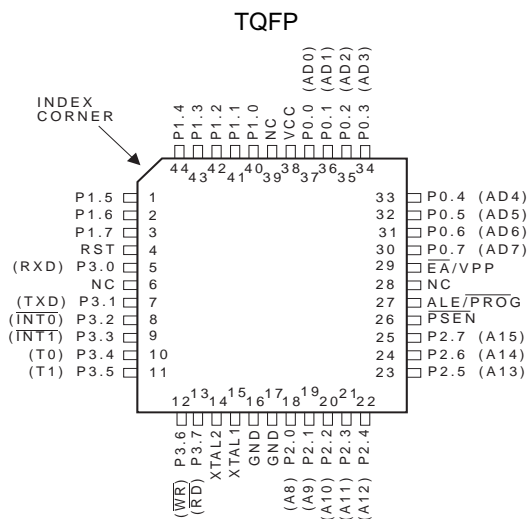 TQFP
INDEX
CORNER
P1.4
P1.3
P1.2
P1.1
P1.0
NC
VCC
P0.0 (AD0)
P0.1 (AD1)
P0.2 (AD2)
P0.3 (AD3)
44
43
42
41
40
39
38
37
36
35
34
P1.5 1
P1.6 2
P1.7 3
RST 4
(RXD) P3.0 5
NC 6
(TXD) P3.1 7
(INT0) P3.2 8
(INT1) P3.3 9
(T0) P3.4 10
(T1) P3.5 11
33 P0.4 (AD4)
32 P0.5 (AD5)
31 P0.6 (AD6)
30 P0.7 (AD7)
29 EA/VPP
28 NC
27 ALE/PROG
26 PSEN
25 P2.7 (A15)
24 P2.6 (A14)
23 P2.5 (A13)
12
13
14
15
16
17
18
19
20
21
22
(WR) P3.6
(RD) P3.7
XTAL2
XTAL1
GND
GND
(A8) P2.0
(A9) P2.1
(A10) P2.2
(A11) P2.3
(A12) P2.4